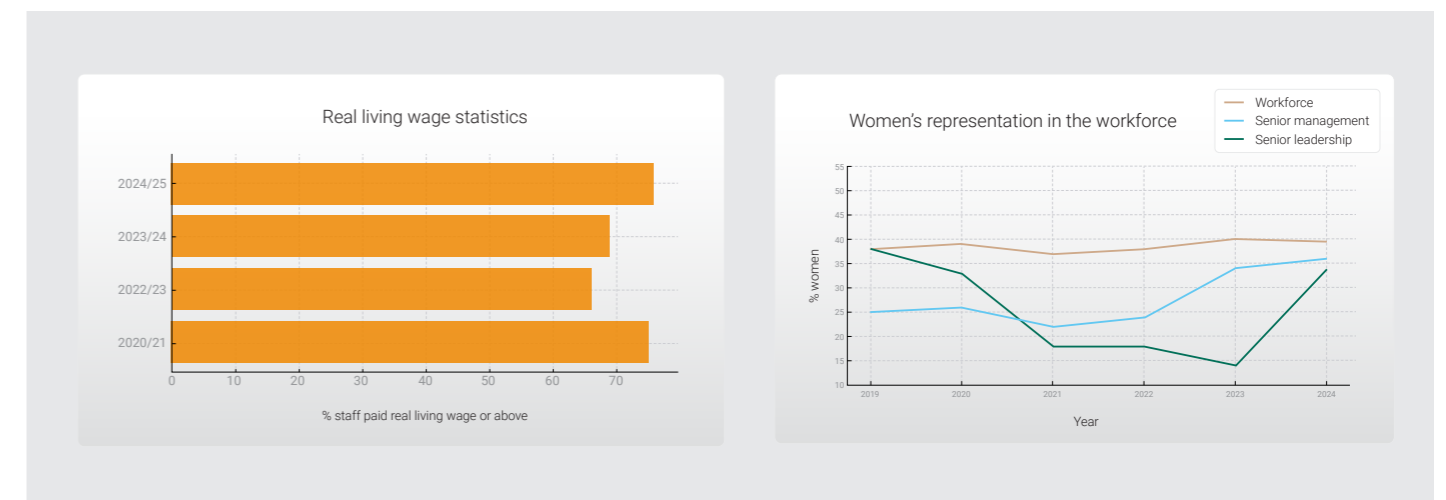 Real living wage statistics
2024/25
2023/24
2022/23
2020/21
0 10 20 30 40 50 60 70
% staff paid real living wage or above
Women's representation in the workforce
Workforce
Senior management
Senior leadership
% women
55
50
45
40
35
30
25
20
15
10
2019 2020 2021 2022 2023 2024
Year